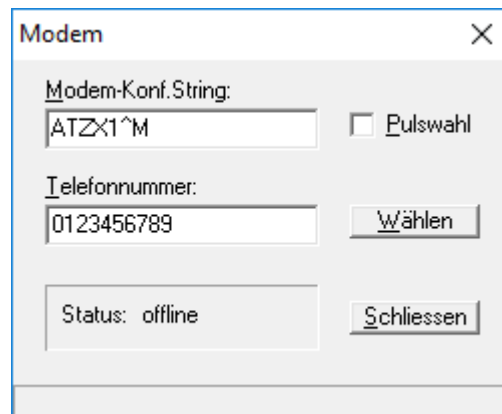 Modem
Modem-Konf.String:
ATZX1^M
Pulswahl
Telefonnummer:
0123456789
Wählen
Status: offline
Schliessen